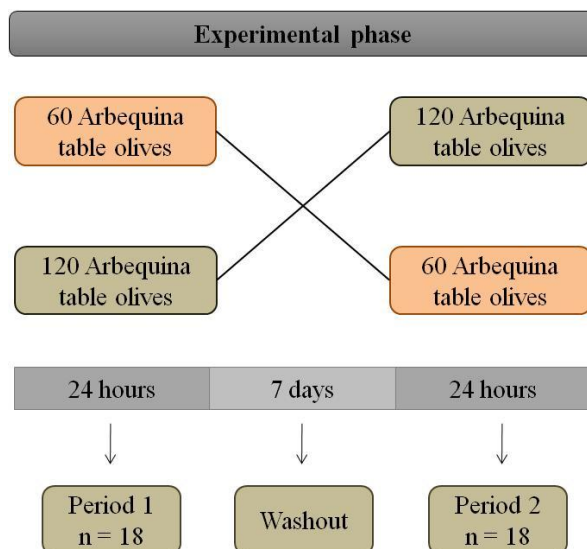 Experimental phase
60 Arbequina
table olives
120 Arbequina
table olives
120 Arbequina
table olives
60 Arbequina
table olives
24 hours
7 days
24 hours
Period 1
n = 18
Washout
Period 2
n = 18